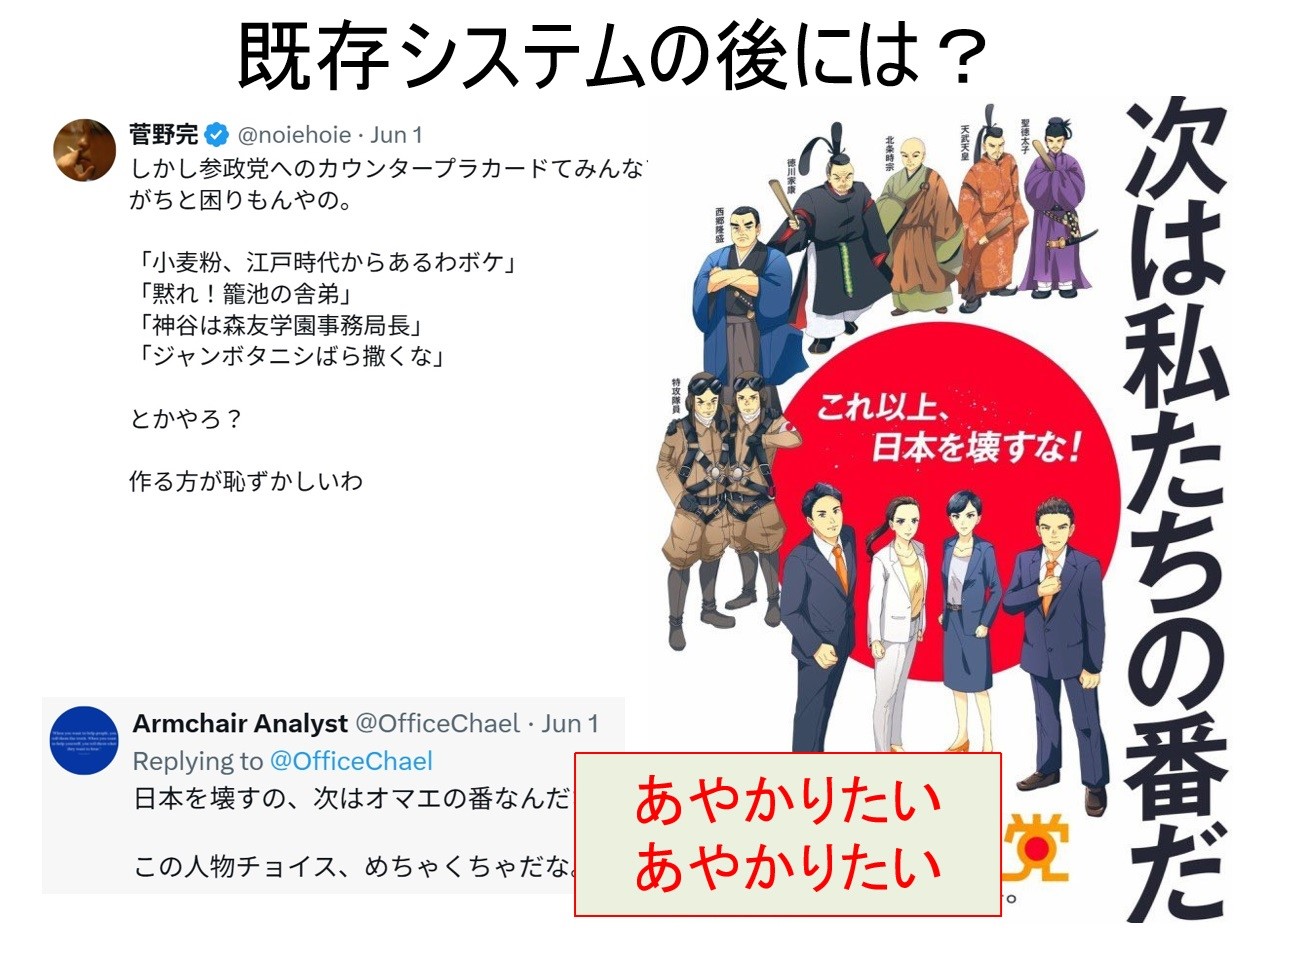 既存システムの後には？
菅野完 @noiehoie · Jun 1
しかし参政党へのカウンタープラカードてみんな
がちと困りもんやの。
「小麦粉、江戸時代からあるわボケ」
「黙れ！籠池の舎弟」
「神谷は森友学園事務局長」
「ジャンボタニシばら撒くな」
とかやろ？
作る方が恥ずかしいわ
Armchair Analyst @OfficeChael · Jun 1
Replying to @OfficeChael
日本を壊すの、次はオマエの番なんだ
この人物チョイス、めちゃくちゃだな。
次は私たちの番だ
聖徳太子
天武天皇
北条時宗
徳川家康
西郷隆盛
特攻隊員
これ以上、
日本を壊すな！
党
あやかりたい
あやかりたい
。